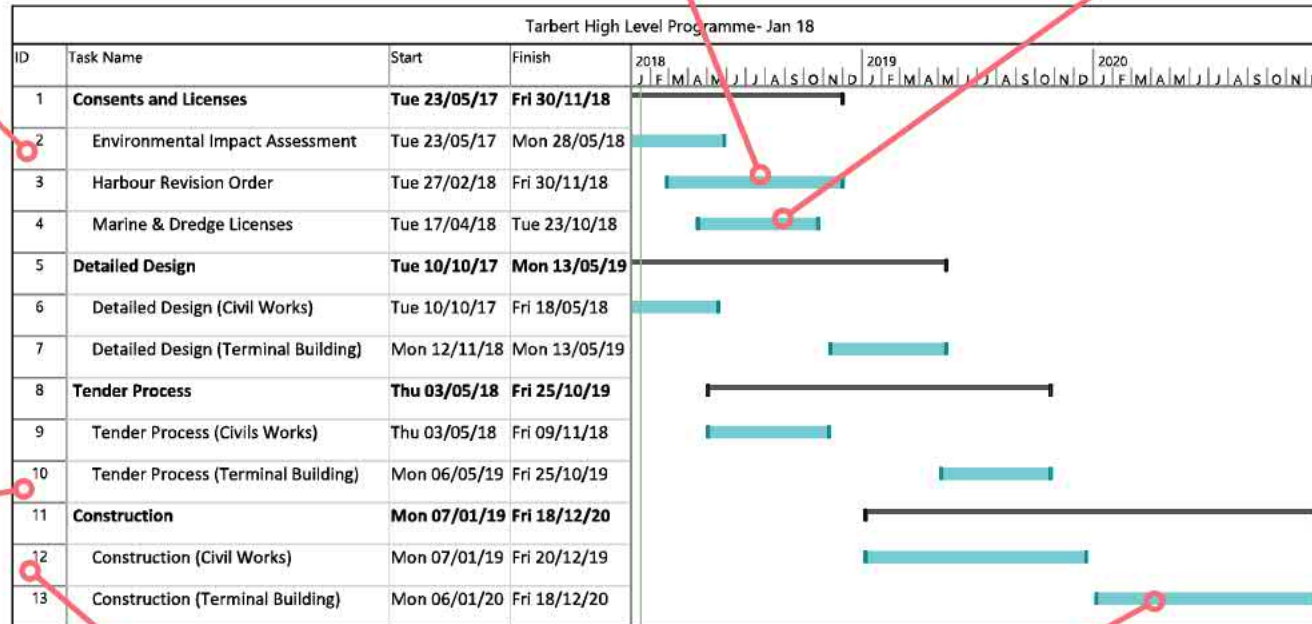 Tarbert High Level Programme- Jan 18
ID Task Name Start Finish 2018 2019 2020
J F M A M J J A S O N D J F M A M J J A S O N D J F M A M J J A S O N
1 Consents and Licenses Tue 23/05/17 Fri 30/11/18
2 Environmental Impact Assessment Tue 23/05/17 Mon 28/05/18
3 Harbour Revision Order Tue 27/02/18 Fri 30/11/18
4 Marine & Dredge Licenses Tue 17/04/18 Tue 23/10/18
5 Detailed Design Tue 10/10/17 Mon 13/05/19
6 Detailed Design (Civil Works) Tue 10/10/17 Fri 18/05/18
7 Detailed Design (Terminal Building) Mon 12/11/18 Mon 13/05/19
8 Tender Process Thu 03/05/18 Fri 25/10/19
9 Tender Process (Civils Works) Thu 03/05/18 Fri 09/11/18
10 Tender Process (Terminal Building) Mon 06/05/19 Fri 25/10/19
11 Construction Mon 07/01/19 Fri 18/12/20
12 Construction (Civil Works) Mon 07/01/19 Fri 20/12/19
13 Construction (Terminal Building) Mon 06/01/20 Fri 18/12/20